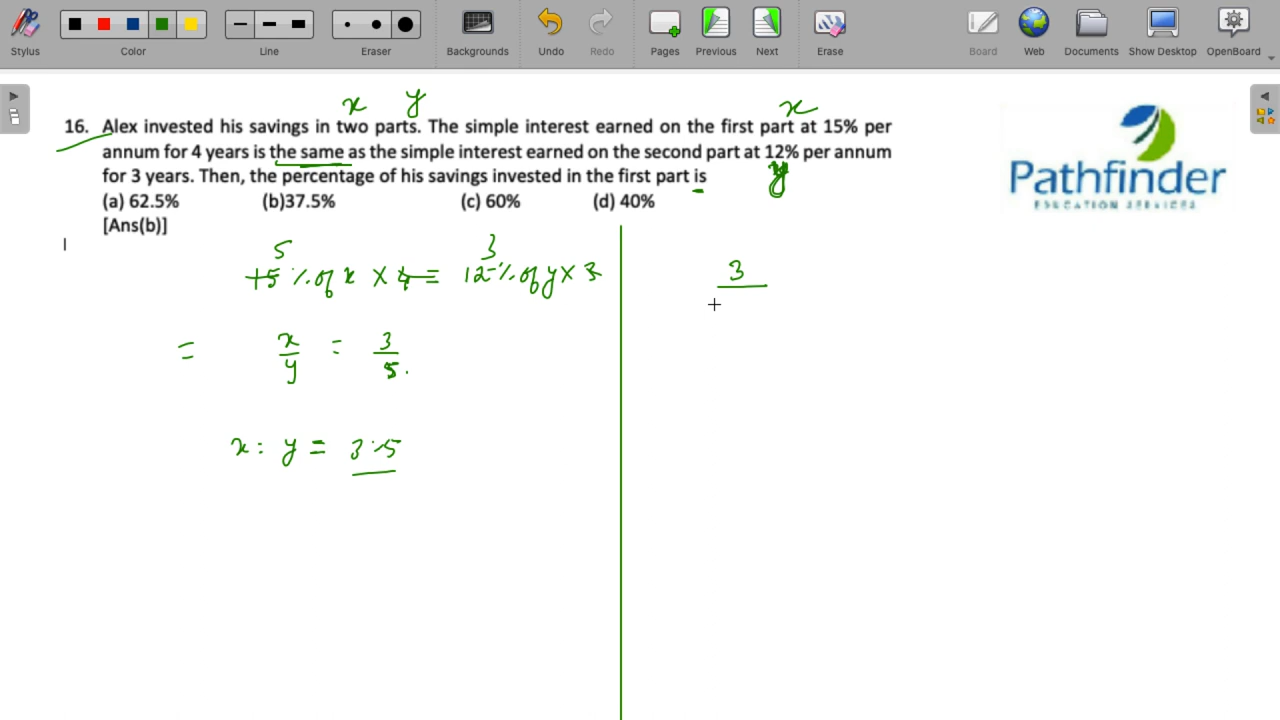 Stylus
Color
Line
Eraser
Backgrounds
Undo
Redo
Pages
Previous
Next
Erase
Board
Web
Documents
Show Desktop
OpenBoard
x y
x
16. Alex invested his savings in two parts. The simple interest earned on the first part at 15% per
annum for 4 years is the same as the simple interest earned on the second part at 12% per annum
for 3 years. Then, the percentage of his savings invested in the first part is
y
(a) 62.5% (b)37.5% (c) 60% (d) 40%
[Ans(b)]
Pathfinder
EDUCATION SERVICES
5 3
15 % of x × 4 = 12 % of y × 3
3
= x/y = 3/5.
x : y = 3:5